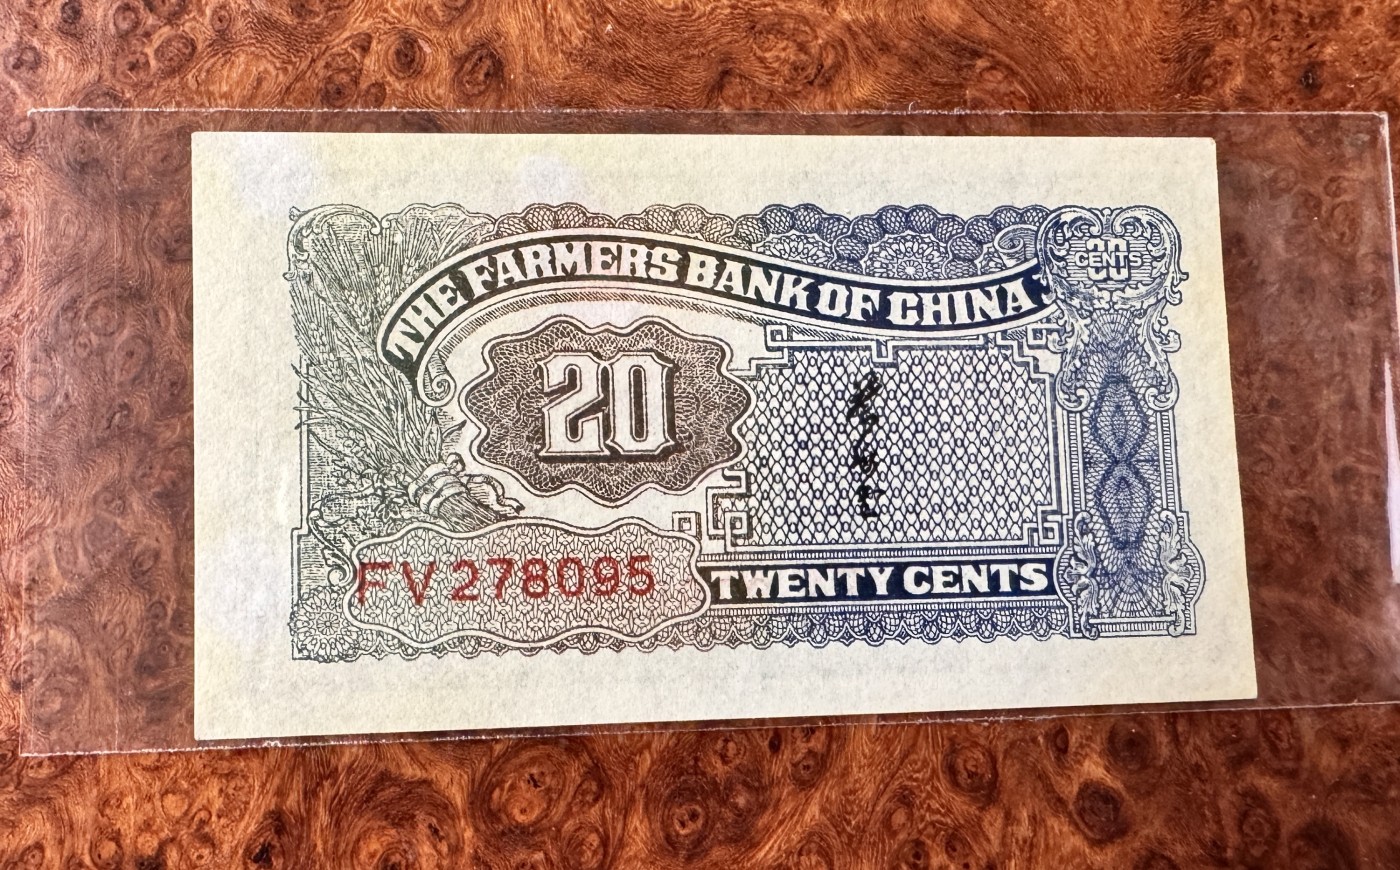 THE FARMERS BANK OF CHINA
20
CENTS
20
FV278095
TWENTY CENTS